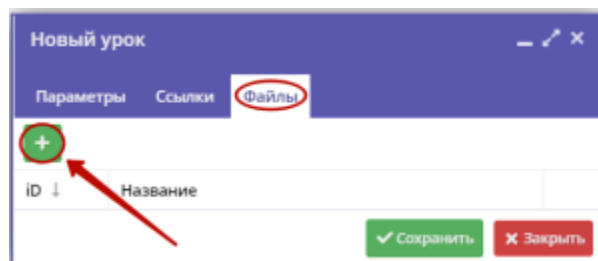 Новый урок
Параметры Ссылки Файлы
iD ↓ Название
Сохранить Закрыть